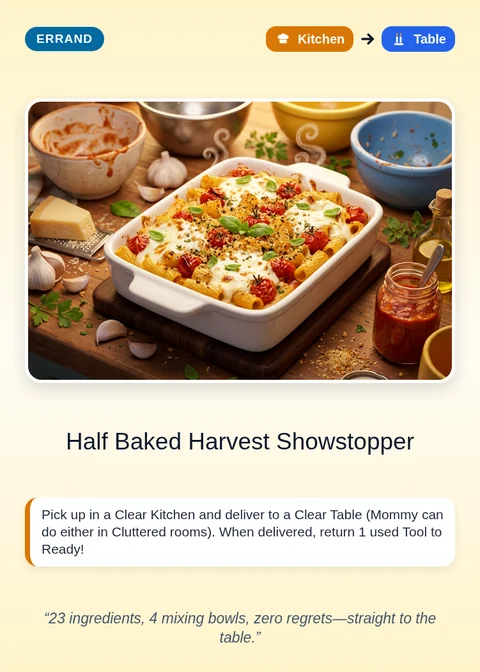 ERRAND
Kitchen → Table
Half Baked Harvest Showstopper
Pick up in a Clear Kitchen and deliver to a Clear Table (Mommy can
do either in Cluttered rooms). When delivered, return 1 used Tool to
Ready!
“23 ingredients, 4 mixing bowls, zero regrets—straight to the
table.”